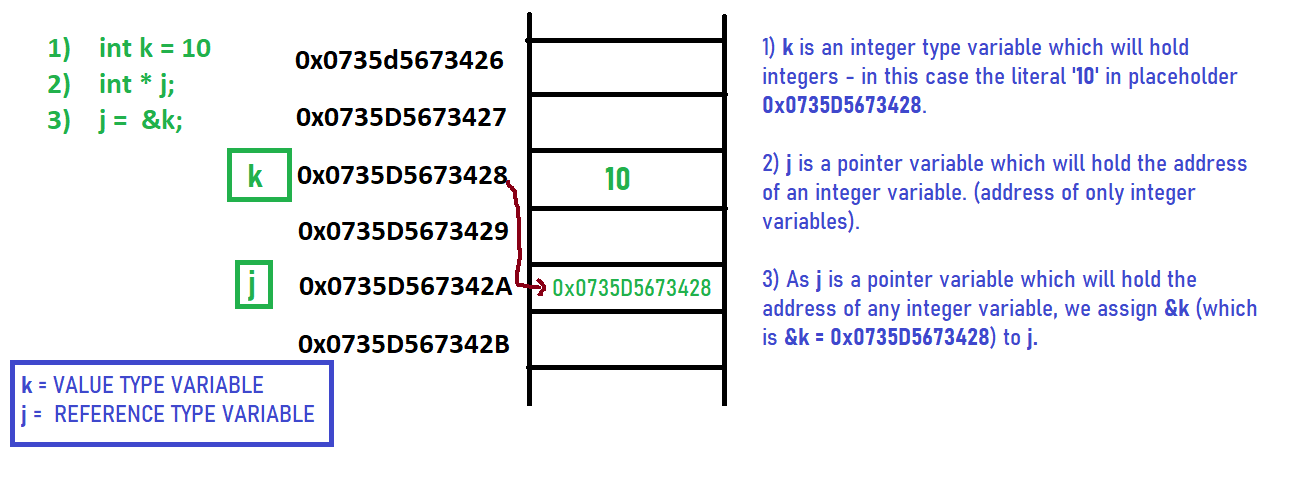 1) int k = 10
2) int * j;
3) j = &k;
0x0735d5673426
0x0735D5673427
k
0x0735D5673428
10
0x0735D5673429
j
0x0735D567342A
0x0735D5673428
0x0735D567342B
k = VALUE TYPE VARIABLE
j = REFERENCE TYPE VARIABLE
1) k is an integer type variable which will hold
integers - in this case the literal '10' in placeholder
0x0735D5673428.
2) j is a pointer variable which will hold the address
of an integer variable. (address of only integer
variables).
3) As j is a pointer variable which will hold the
address of any integer variable, we assign &k (which
is &k = 0x0735D5673428) to j.